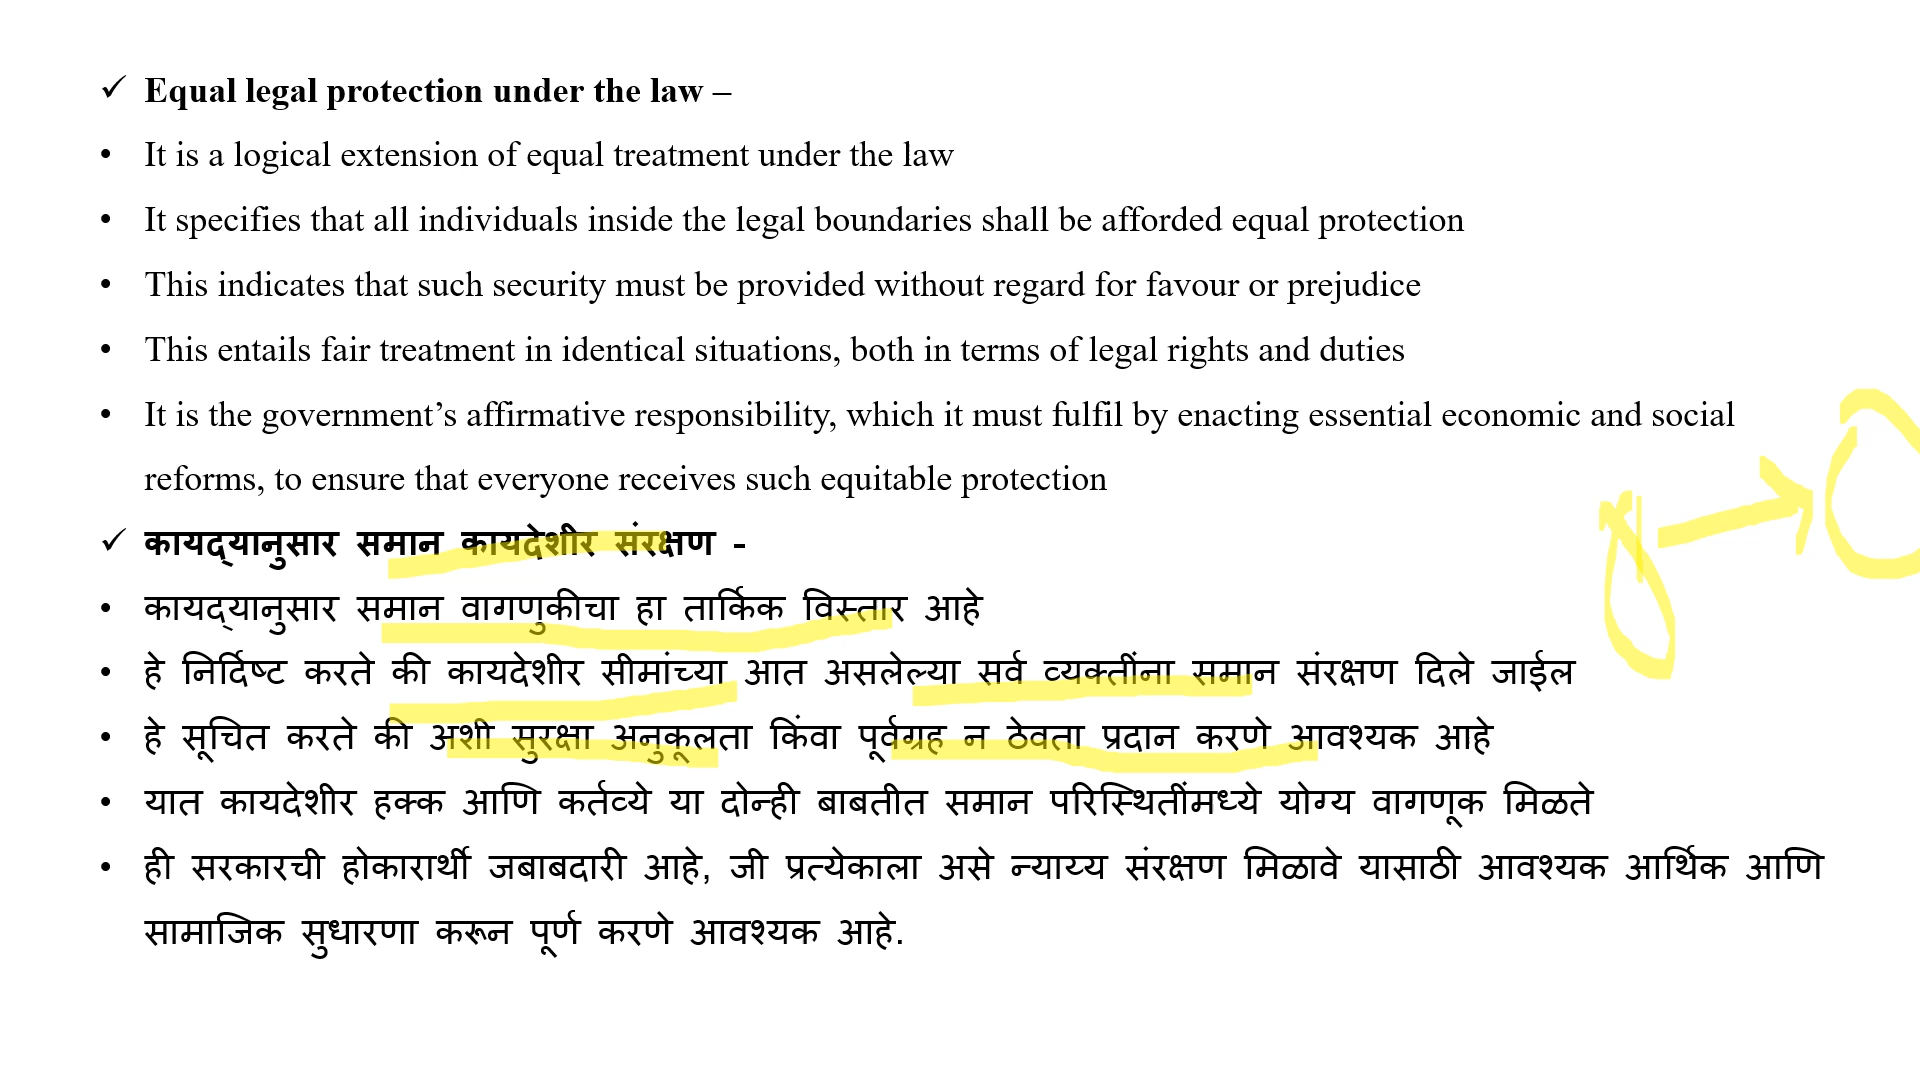 ✓ Equal legal protection under the law –
• It is a logical extension of equal treatment under the law
• It specifies that all individuals inside the legal boundaries shall be afforded equal protection
• This indicates that such security must be provided without regard for favour or prejudice
• This entails fair treatment in identical situations, both in terms of legal rights and duties
• It is the government’s affirmative responsibility, which it must fulfil by enacting essential economic and social
reforms, to ensure that everyone receives such equitable protection
✓ कायद्यानुसार समान कायदेशीर संरक्षण -
• कायद्यानुसार समान वागणुकीचा हा तार्किक विस्तार आहे
• हे निर्दिष्ट करते की कायदेशीर सीमांच्या आत असलेल्या सर्व व्यक्तींना समान संरक्षण दिले जाईल
• हे सूचित करते की अशी सुरक्षा अनुकूलता किंवा पूर्वग्रह न ठेवता प्रदान करणे आवश्यक आहे
• यात कायदेशीर हक्क आणि कर्तव्ये या दोन्ही बाबतीत समान परिस्थितींमध्ये योग्य वागणूक मिळते
• ही सरकारची होकारार्थी जबाबदारी आहे, जी प्रत्येकाला असे न्याय्य संरक्षण मिळावे यासाठी आवश्यक आर्थिक आणि
सामाजिक सुधारणा करून पूर्ण करणे आवश्यक आहे.